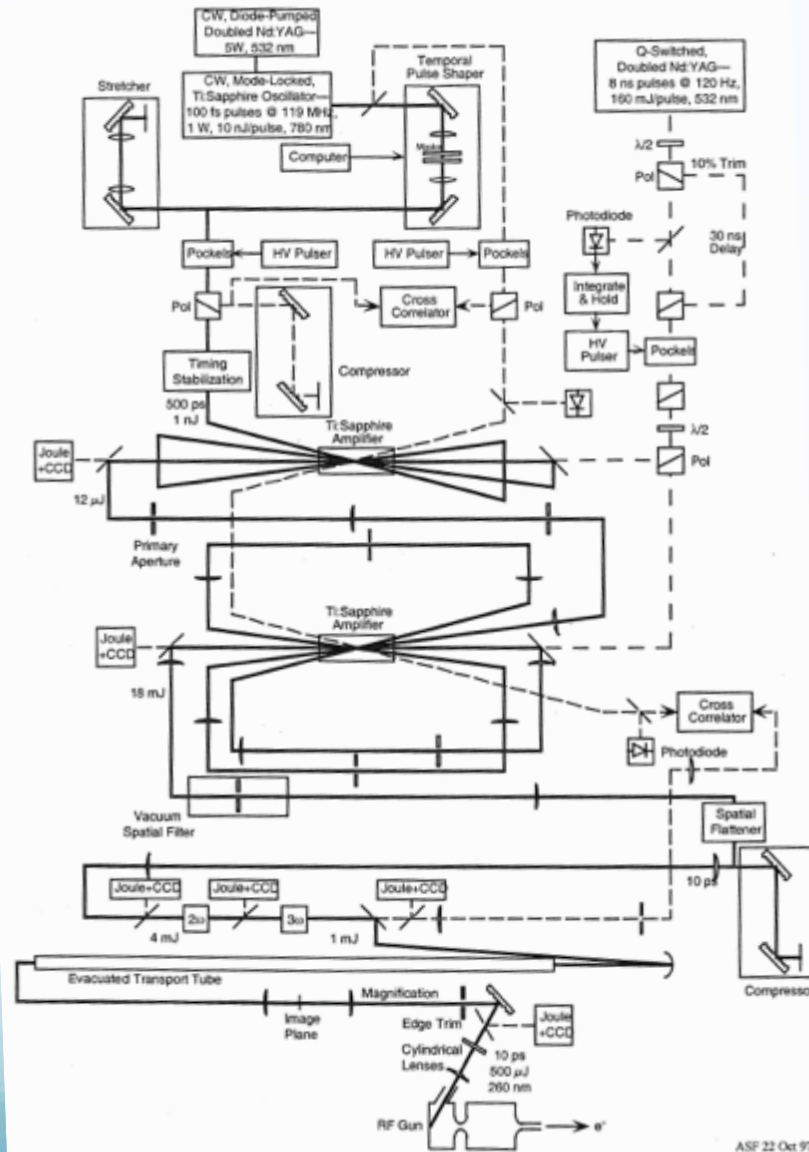 CW, Diode-Pumped
Doubled Nd:YAG—
5W, 532 nm
CW, Mode-Locked,
Ti:Sapphire Oscillator—
100 fs pulses @ 119 MHz,
1 W, 10 nJ/pulse, 780 nm
Stretcher
Temporal
Pulse Shaper
Masks
Computer
Q-Switched,
Doubled Nd:YAG—
8 ns pulses @ 120 Hz,
160 mJ/pulse, 532 nm
λ/2
10% Trim
Pol
Photodiode
30 ns
Delay
Pockels
HV Pulser
HV Pulser
Pockels
Integrate
& Hold
Pol
Cross
Correlator
Pol
HV
Pulser
Pockels
Timing
Stabilization
Compressor
500 ps
1 nJ
Ti:Sapphire
Amplifier
λ/2
Joule
+CCD
Pol
12 μJ
Primary
Aperture
Ti:Sapphire
Amplifier
Joule
+CCD
18 mJ
Cross
Correlator
Photodiode
Vacuum
Spatial Filter
Spatial
Flattener
10 ps
Joule+CCD
Joule+CCD
Joule+CCD
2ω
3ω
4 mJ
1 mJ
Evacuated Transport Tube
Compressor
Image
Plane
Magnification
Edge Trim
Joule
+CCD
Cylindrical
Lenses
10 ps
500 μJ
260 nm
RF Gun
e⁻
ASF 22 Oct 97